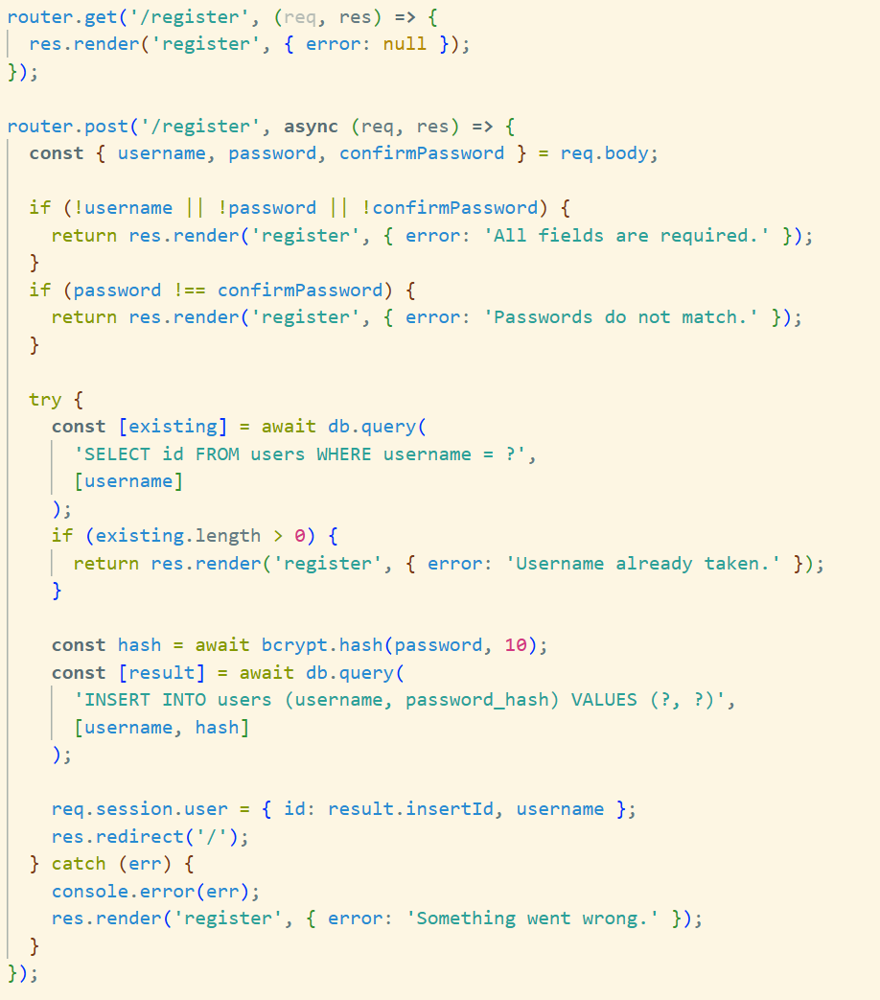 router.get('/register', (req, res) => {
  res.render('register', { error: null });
});

router.post('/register', async (req, res) => {
  const { username, password, confirmPassword } = req.body;

  if (!username || !password || !confirmPassword) {
    return res.render('register', { error: 'All fields are required.' });
  }
  if (password !== confirmPassword) {
    return res.render('register', { error: 'Passwords do not match.' });
  }

  try {
    const [existing] = await db.query(
      'SELECT id FROM users WHERE username = ?',
      [username]
    );
    if (existing.length > 0) {
      return res.render('register', { error: 'Username already taken.' });
    }

    const hash = await bcrypt.hash(password, 10);
    const [result] = await db.query(
      'INSERT INTO users (username, password_hash) VALUES (?, ?)',
      [username, hash]
    );

    req.session.user = { id: result.insertId, username };
    res.redirect('/');
  } catch (err) {
    console.error(err);
    res.render('register', { error: 'Something went wrong.' });
  }
});